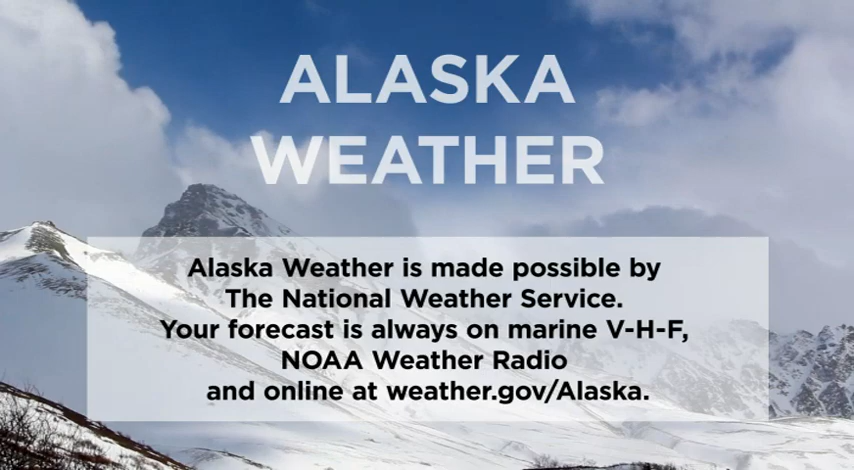 ALASKA
WEATHER
Alaska Weather is made possible by
The National Weather Service.
Your forecast is always on marine V-H-F,
NOAA Weather Radio
and online at weather.gov/Alaska.